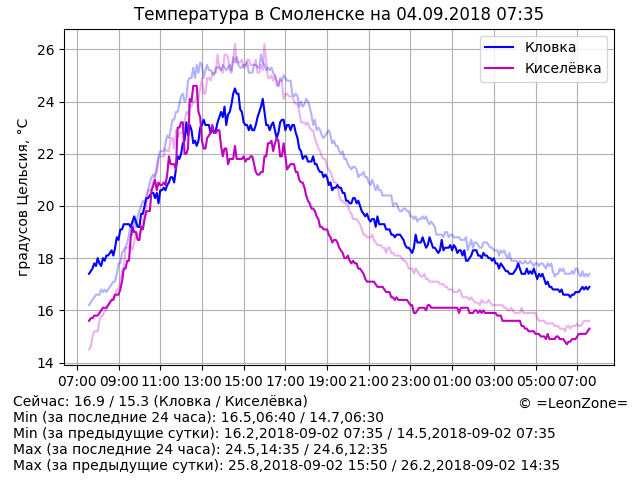 Температура в Смоленске на 04.09.2018 07:35
градусов Цельсия, °C
26
24
22
20
18
16
14
Кловка
Киселёвка
07:00 09:00 11:00 13:00 15:00 17:00 19:00 21:00 23:00 01:00 03:00 05:00 07:00
Сейчас: 16.9 / 15.3 (Кловка / Киселёвка)
© =LeonZone=
Min (за последние 24 часа): 16.5,06:40 / 14.7,06:30
Min (за предыдущие сутки): 16.2,2018-09-02 07:35 / 14.5,2018-09-02 07:35
Max (за последние 24 часа): 24.5,14:35 / 24.6,12:35
Max (за предыдущие сутки): 25.8,2018-09-02 15:50 / 26.2,2018-09-02 14:35